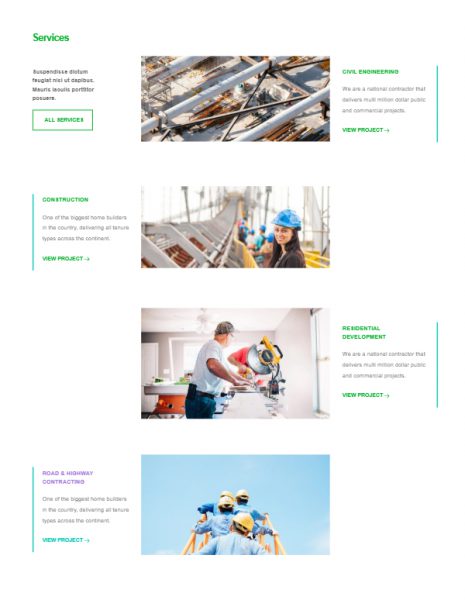 Services
Suspendisse dictum
feugiat nisl ut dapibus.
Mauris iaculis porttitor
posuere.
ALL SERVICES
CIVIL ENGINEERING
We are a national contractor that
delivers multi million dollar public
and commercial projects.
VIEW PROJECT →
CONSTRUCTION
One of the biggest home builders
in the country, delivering all tenure
types across the continent.
VIEW PROJECT →
RESIDENTIAL
DEVELOPMENT
We are a national contractor that
delivers multi million dollar public
and commercial projects.
VIEW PROJECT →
ROAD & HIGHWAY
CONTRACTING
One of the biggest home builders
in the country, delivering all tenure
types across the continent.
VIEW PROJECT →